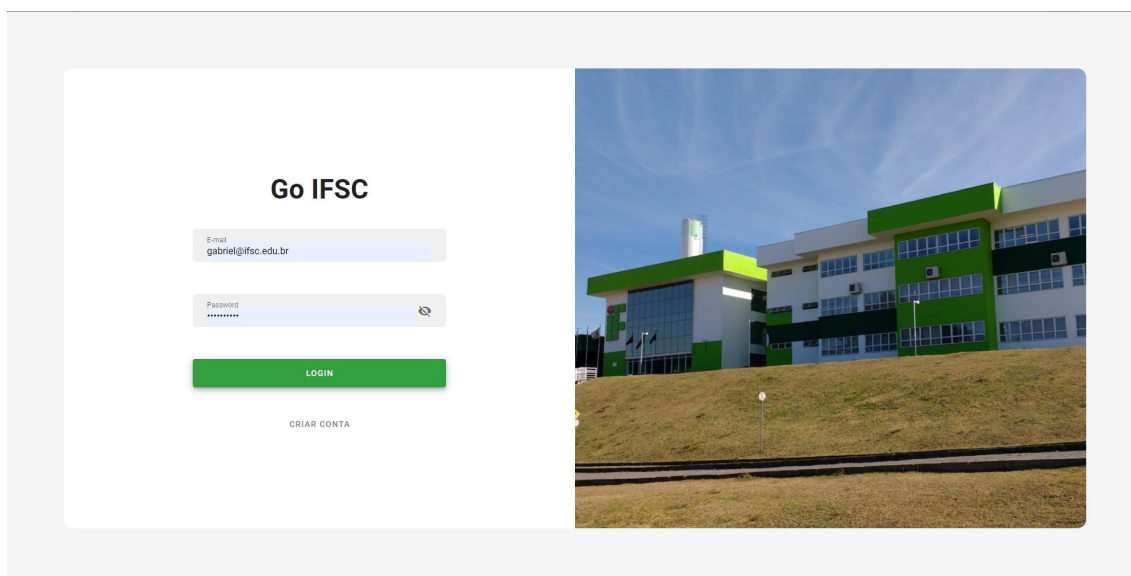 Go IFSC
E-mail
gabriel@ifsc.edu.br
Password
••••••••••
LOGIN
CRIAR CONTA